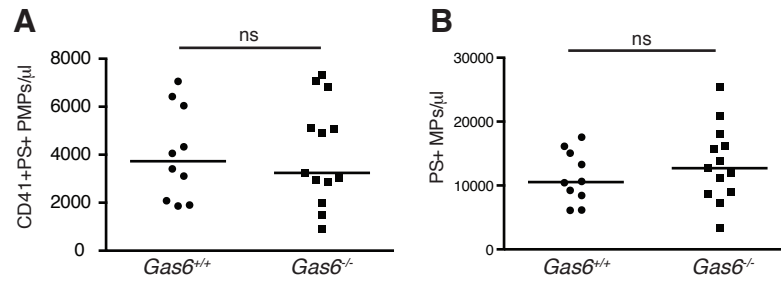 A
ns
CD41+PS+ PMPs/µl
8000
6000
4000
2000
0
Gas6+/+
Gas6-/-
B
ns
PS+ MPs/µl
30000
20000
10000
0
Gas6+/+
Gas6-/-